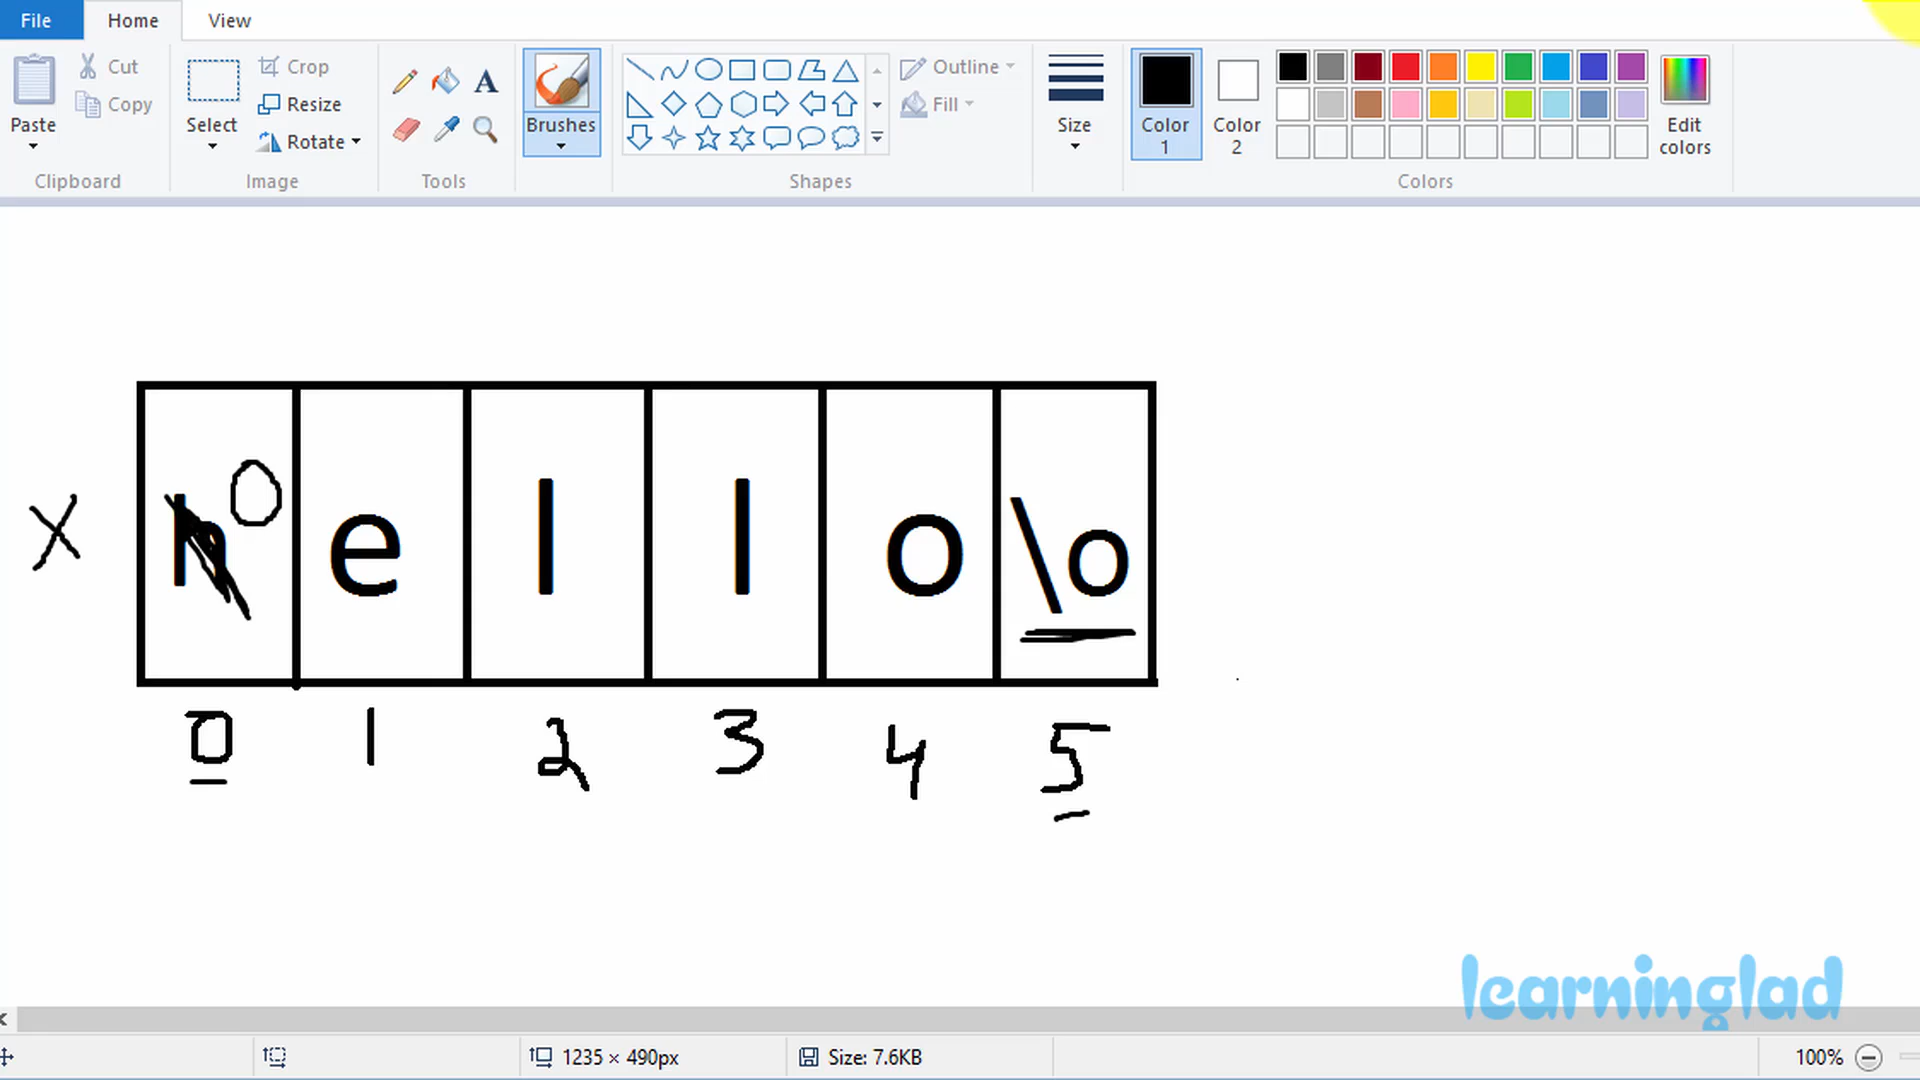 File Home View
Paste Cut Copy Clipboard
Select Crop Resize Rotate Image
Tools
Brushes
Shapes
Outline Fill
Size
Color 1 Color 2 Edit colors Colors
X h O e l l o \o
0 1 2 3 4 5
learninglad
1235 × 490px Size: 7.6KB 100%